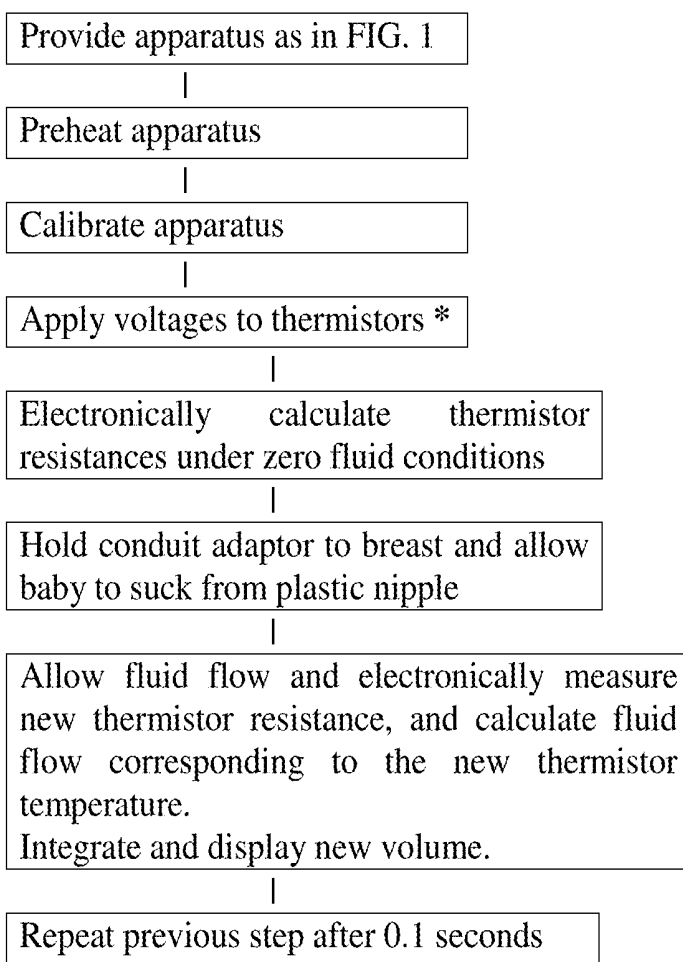 Provide apparatus as in FIG. 1
Preheat apparatus
Calibrate apparatus
Apply voltages to thermistors *
Electronically calculate thermistor
resistances under zero fluid conditions
Hold conduit adaptor to breast and allow
baby to suck from plastic nipple
Allow fluid flow and electronically measure
new thermistor resistance, and calculate fluid
flow corresponding to the new thermistor
temperature.
Integrate and display new volume.
Repeat previous step after 0.1 seconds